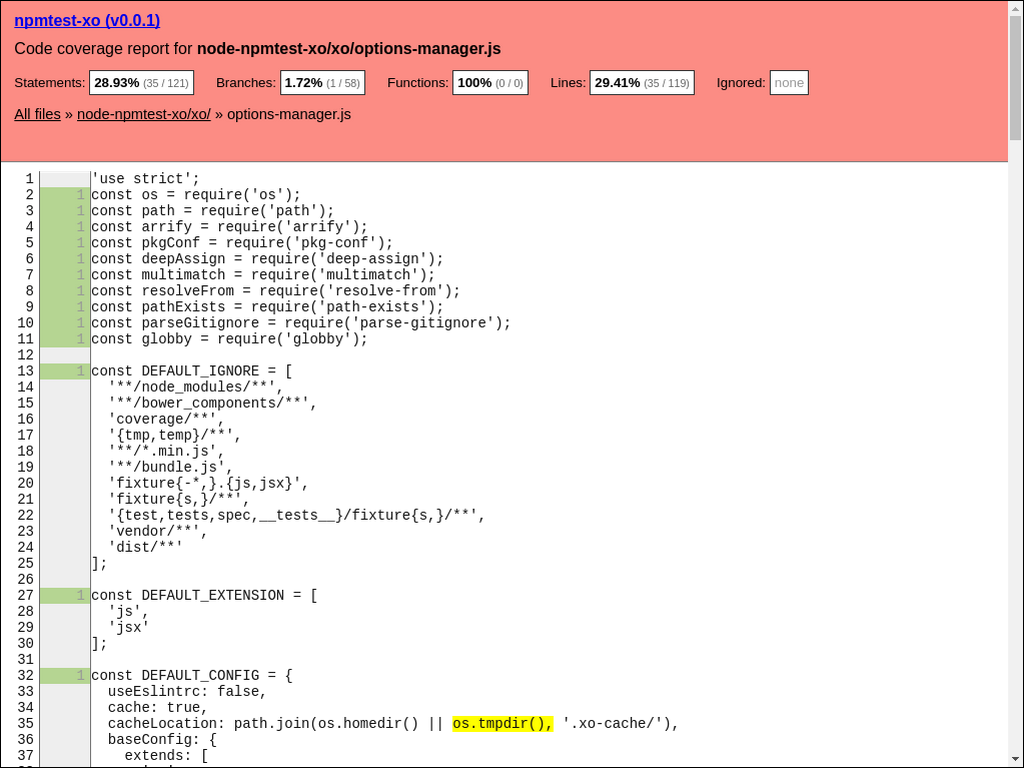 npmtest-xo (v0.0.1)
Code coverage report for node-npmtest-xo/xo/options-manager.js
Statements: 28.93% (35 / 121) Branches: 1.72% (1 / 58) Functions: 100% (0 / 0) Lines: 29.41% (35 / 119) Ignored: none
All files » node-npmtest-xo/xo/ » options-manager.js
1 'use strict';
2 1 const os = require('os');
3 1 const path = require('path');
4 1 const arrify = require('arrify');
5 1 const pkgConf = require('pkg-conf');
6 1 const deepAssign = require('deep-assign');
7 1 const multimatch = require('multimatch');
8 1 const resolveFrom = require('resolve-from');
9 1 const pathExists = require('path-exists');
10 1 const parseGitignore = require('parse-gitignore');
11 1 const globby = require('globby');
12
13 1 const DEFAULT_IGNORE = [
14 '**/node_modules/**',
15 '**/bower_components/**',
16 'coverage/**',
17 '{tmp,temp}/**',
18 '**/*.min.js',
19 '**/bundle.js',
20 'fixture{-*,}.{js,jsx}',
21 'fixture{s,}/**',
22 '{test,tests,spec,__tests__}/fixture{s,}/**',
23 'vendor/**',
24 'dist/**'
25 ];
26
27 1 const DEFAULT_EXTENSION = [
28 'js',
29 'jsx'
30 ];
31
32 1 const DEFAULT_CONFIG = {
33 useEslintrc: false,
34 cache: true,
35 cacheLocation: path.join(os.homedir() || os.tmpdir(), '.xo-cache/'),
36 baseConfig: {
37 extends: [